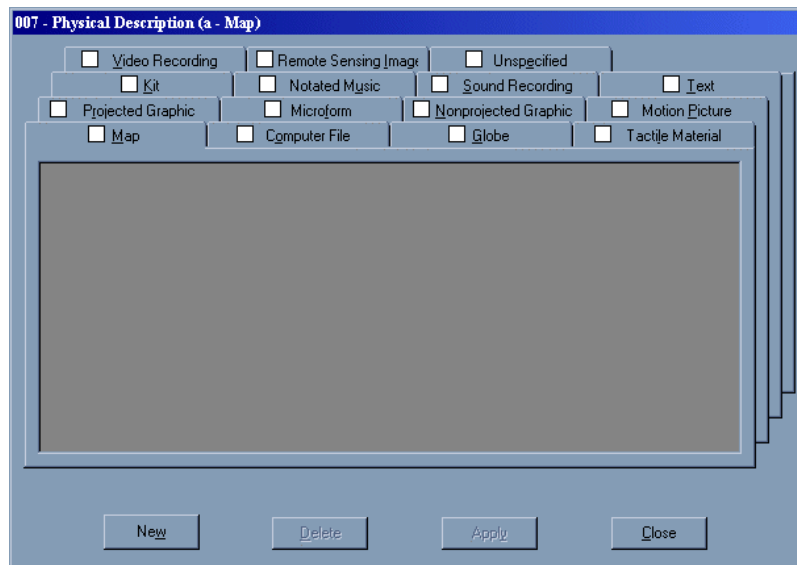 007 - Physical Description (a - Map)
Video Recording Remote Sensing Image Unspecified
Kit Notated Music Sound Recording Text
Projected Graphic Microform Nonprojected Graphic Motion Picture
Map Computer File Globe Tactile Material
New Delete Apply Close